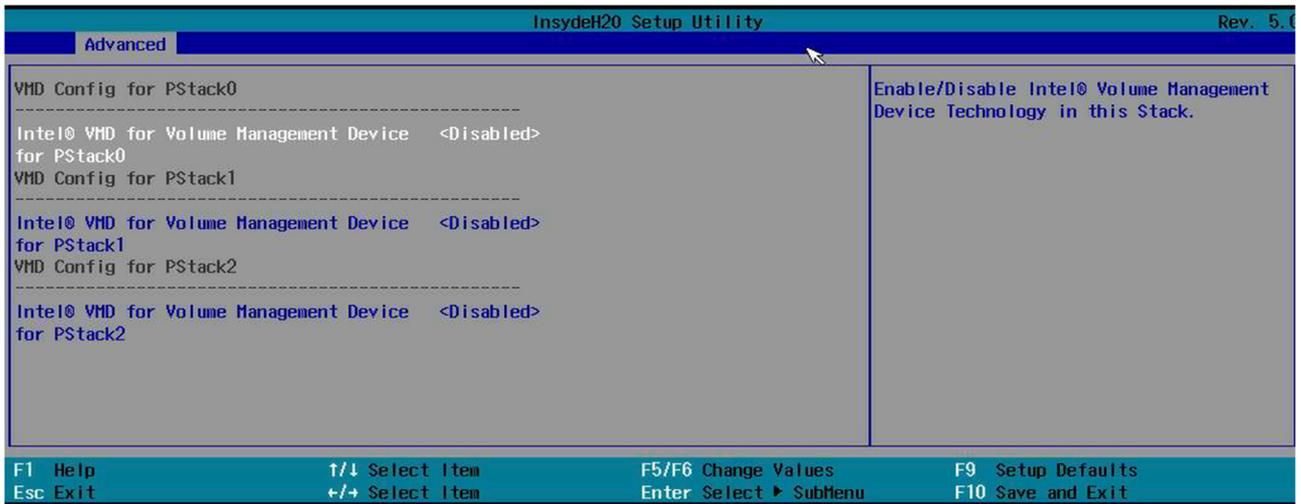 InsydeH20 Setup Utility Rev. 5.0
Advanced
VMD Config for PStack0
--------------------------------------------------
Intel® VMD for Volume Management Device <Disabled>
for PStack0
VMD Config for PStack1
--------------------------------------------------
Intel® VMD for Volume Management Device <Disabled>
for PStack1
VMD Config for PStack2
--------------------------------------------------
Intel® VMD for Volume Management Device <Disabled>
for PStack2
Enable/Disable Intel® Volume Management
Device Technology in this Stack.
F1 Help ↑/↓ Select Item F5/F6 Change Values F9 Setup Defaults
Esc Exit ←/→ Select Item Enter Select ► SubMenu F10 Save and Exit